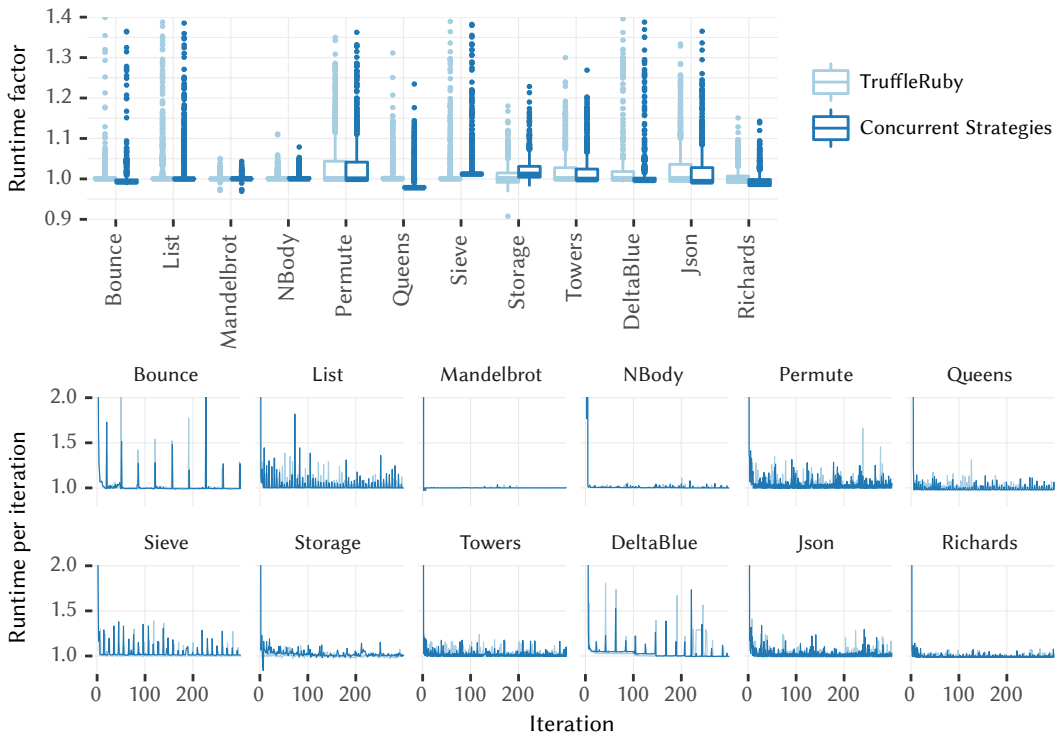 Runtime factor
1.4
1.3
1.2
1.1
1.0
0.9
Bounce
List
Mandelbrot
NBody
Permute
Queens
Sieve
Storage
Towers
DeltaBlue
Json
Richards
TruffleRuby
Concurrent Strategies
Runtime per iteration
Bounce List Mandelbrot NBody Permute Queens
2.0
1.5
1.0
Sieve Storage Towers DeltaBlue Json Richards
2.0
1.5
1.0
0 100 200 0 100 200 0 100 200 0 100 200 0 100 200 0 100 200
Iteration